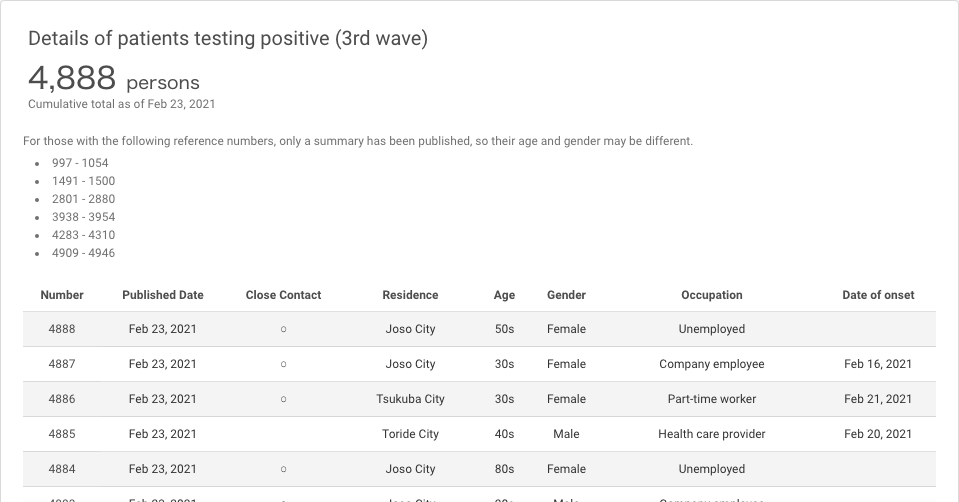 Details of patients testing positive (3rd wave)
4,888 persons
Cumulative total as of Feb 23, 2021
For those with the following reference numbers, only a summary has been published, so their age and gender may be different.
• 997 - 1054
• 1491 - 1500
• 2801 - 2880
• 3938 - 3954
• 4283 - 4310
• 4909 - 4946
Number Published Date Close Contact Residence Age Gender Occupation Date of onset
4888 Feb 23, 2021 ○ Joso City 50s Female Unemployed
4887 Feb 23, 2021 ○ Joso City 30s Female Company employee Feb 16, 2021
4886 Feb 23, 2021 ○ Tsukuba City 30s Female Part-time worker Feb 21, 2021
4885 Feb 23, 2021 Toride City 40s Male Health care provider Feb 20, 2021
4884 Feb 23, 2021 ○ Joso City 80s Female Unemployed